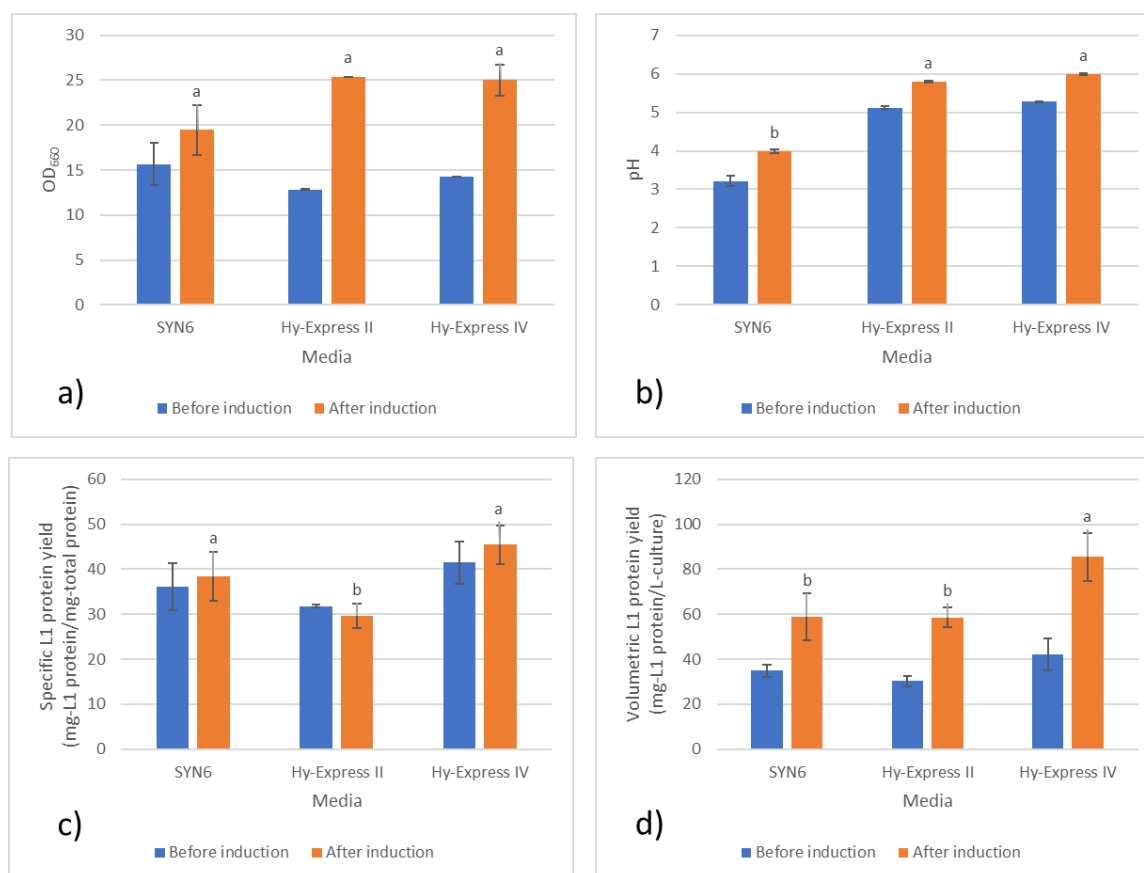 30
25
20
15
10
5
0
OD660
a
a
a
SYN6 Hy-Express II Hy-Express IV
Media
a)
Before induction After induction
7
6
5
4
3
2
1
0
pH
b
a
a
SYN6 Hy-Express II Hy-Express IV
Media
b)
Before induction After induction
60
50
40
30
20
10
0
Specific L1 protein yield
(mg-L1 protein/mg-total protein)
a
b
a
SYN6 Hy-Express II Hy-Express IV
Media
c)
Before induction After induction
120
100
80
60
40
20
0
Volumetric L1 protein yield
(mg-L1 protein/L-culture)
b
b
a
SYN6 Hy-Express II Hy-Express IV
Media
d)
Before induction After induction